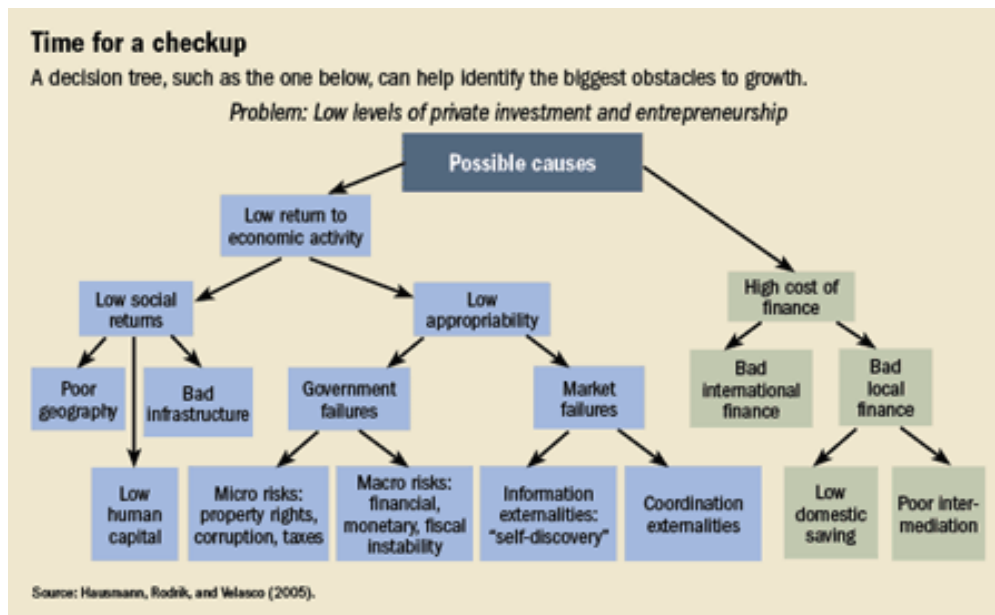 Time for a checkup
A decision tree, such as the one below, can help identify the biggest obstacles to growth.
Problem: Low levels of private investment and entrepreneurship
Possible causes
Low return to
economic activity
High cost of
finance
Low social
returns
Low
appropriability
Bad
international
finance
Bad
local
finance
Poor
geography
Bad
infrastructure
Government
failures
Market
failures
Low
human
capital
Micro risks:
property rights,
corruption, taxes
Macro risks:
financial,
monetary, fiscal
instability
Information
externalities:
"self-discovery"
Coordination
externalities
Low
domestic
saving
Poor inter-
mediation
Source: Hausmann, Rodrik, and Velasco (2005).